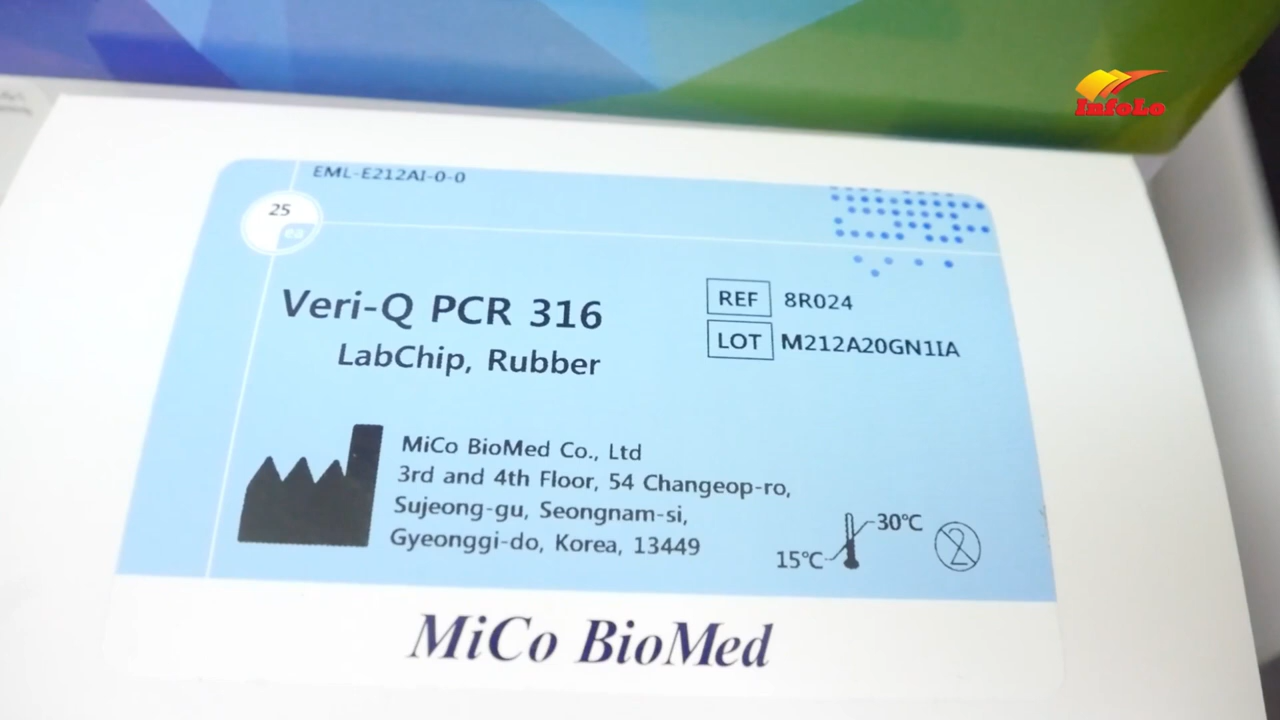 InfoLo
EML-E212AI-0-0
25
ea
Veri-Q PCR 316
LabChip, Rubber
REF 8R024
LOT M212A20GN1IA
MiCo BioMed Co., Ltd
3rd and 4th Floor, 54 Changeop-ro,
Sujeong-gu, Seongnam-si,
Gyeonggi-do, Korea, 13449
15℃ 30℃
2
MiCo BioMed